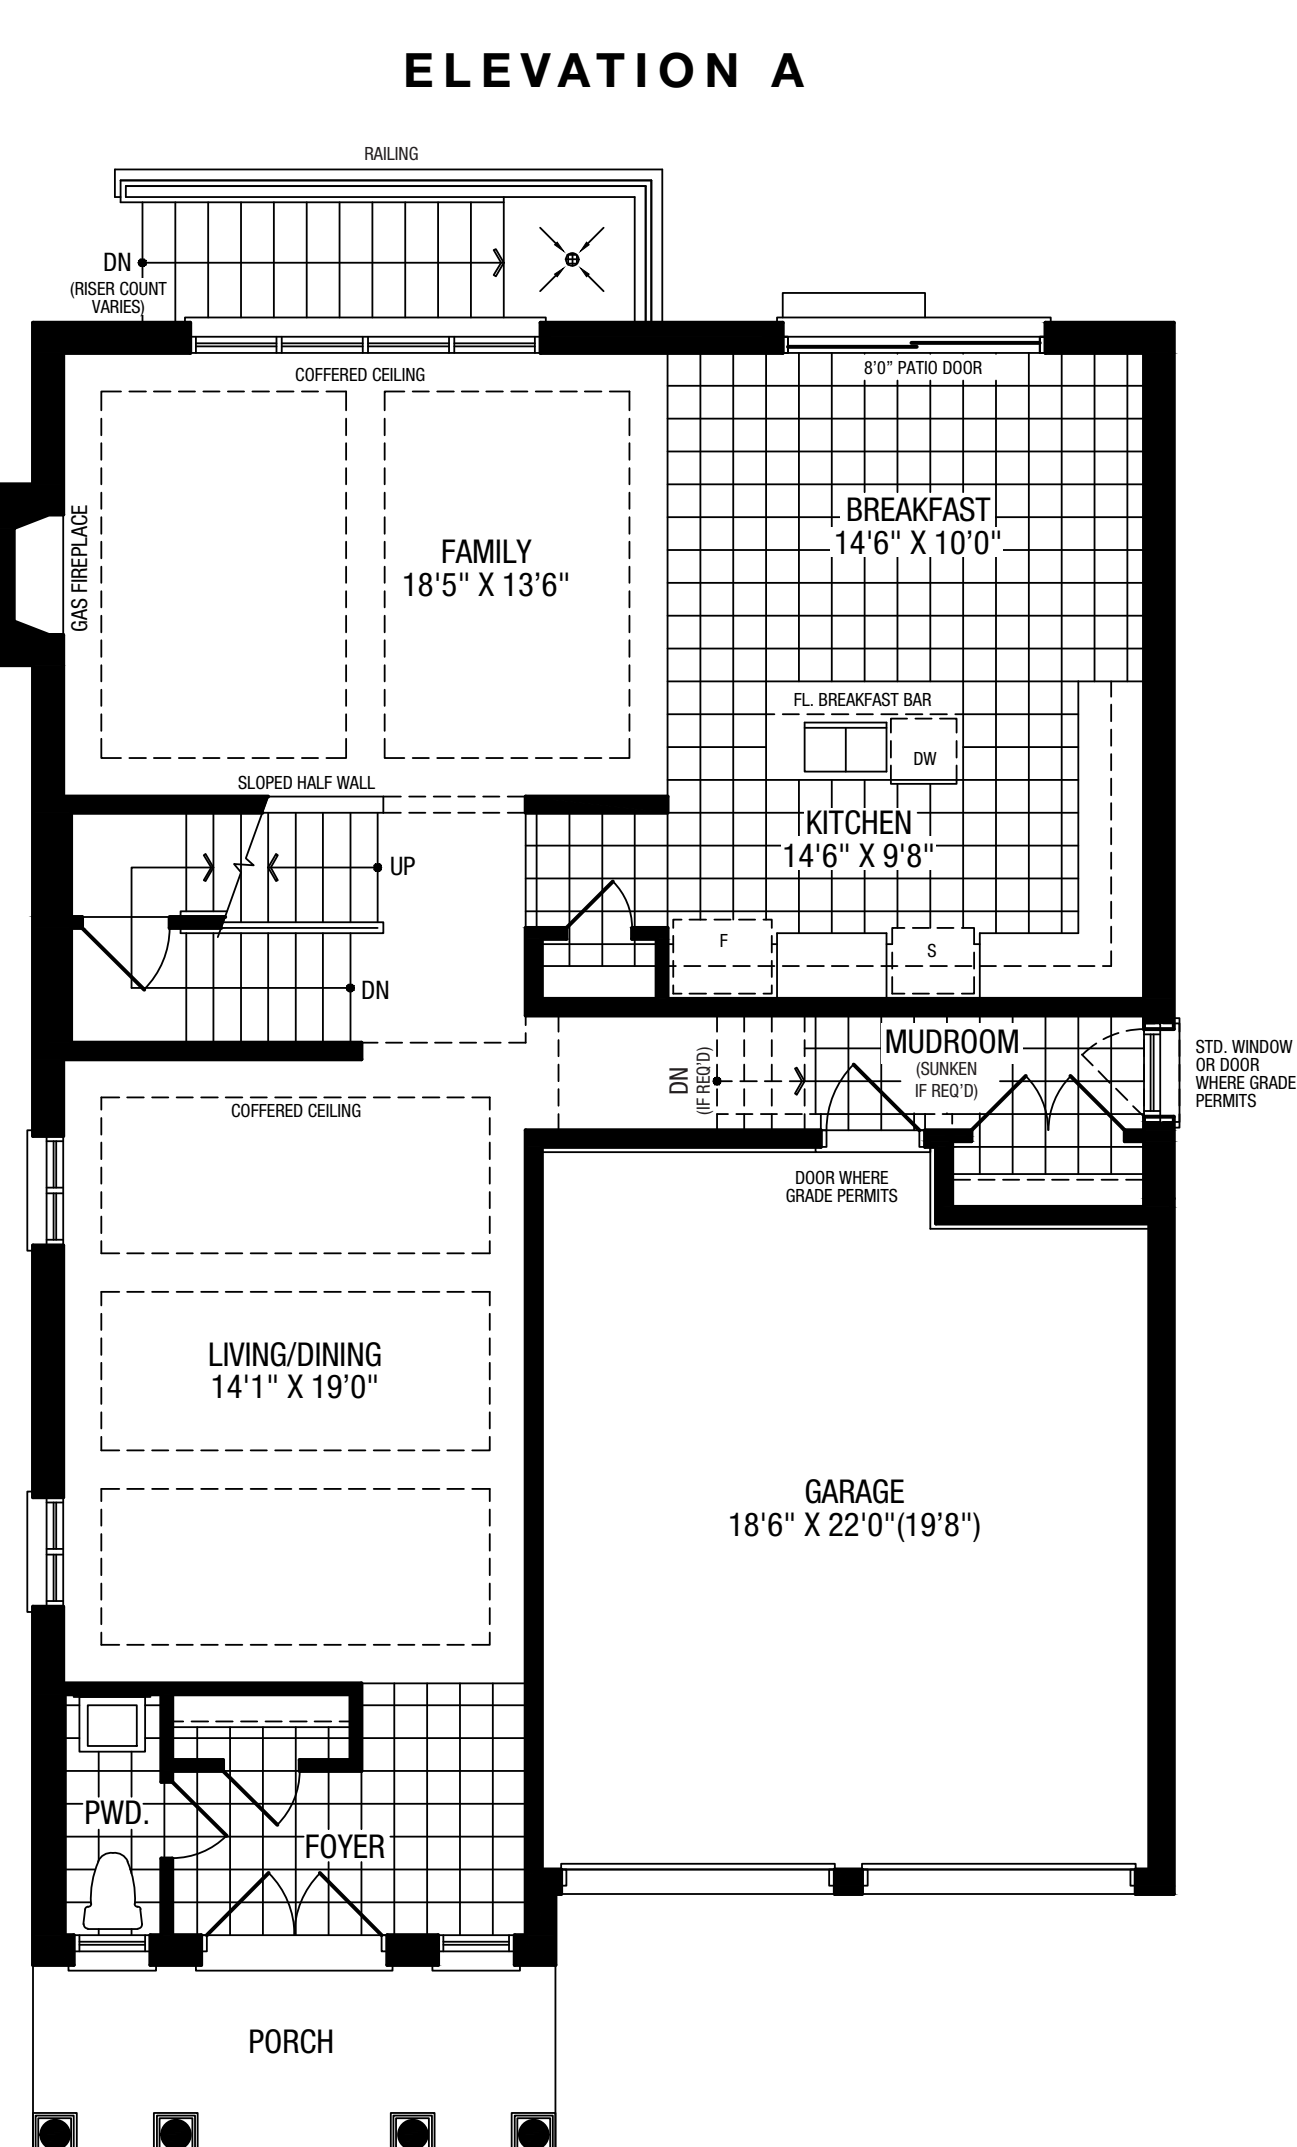 ELEVATION A
RAILING
DN
(RISER COUNT
VARIES)
COFFERED CEILING
8'0” PATIO DOOR
GAS FIREPLACE
FAMILY
18'5" X 13’6"
BREAKFAST
14'6" X 10’0"
FL. BREAKFAST BAR
DW
SLOPED HALF WALL
KITCHEN
14'6" X 9'8"
UP
F
S
DN
DN
(IF REQ’D)
MUDROOM
(SUNKEN
IF REQ’D)
STD. WINDOW
OR DOOR
WHERE GRADE
PERMITS
COFFERED CEILING
DOOR WHERE
GRADE PERMITS
LIVING/DINING
14'1" X 19’0"
GARAGE
18'6" X 22'0"(19’8")
PWD.
FOYER
PORCH